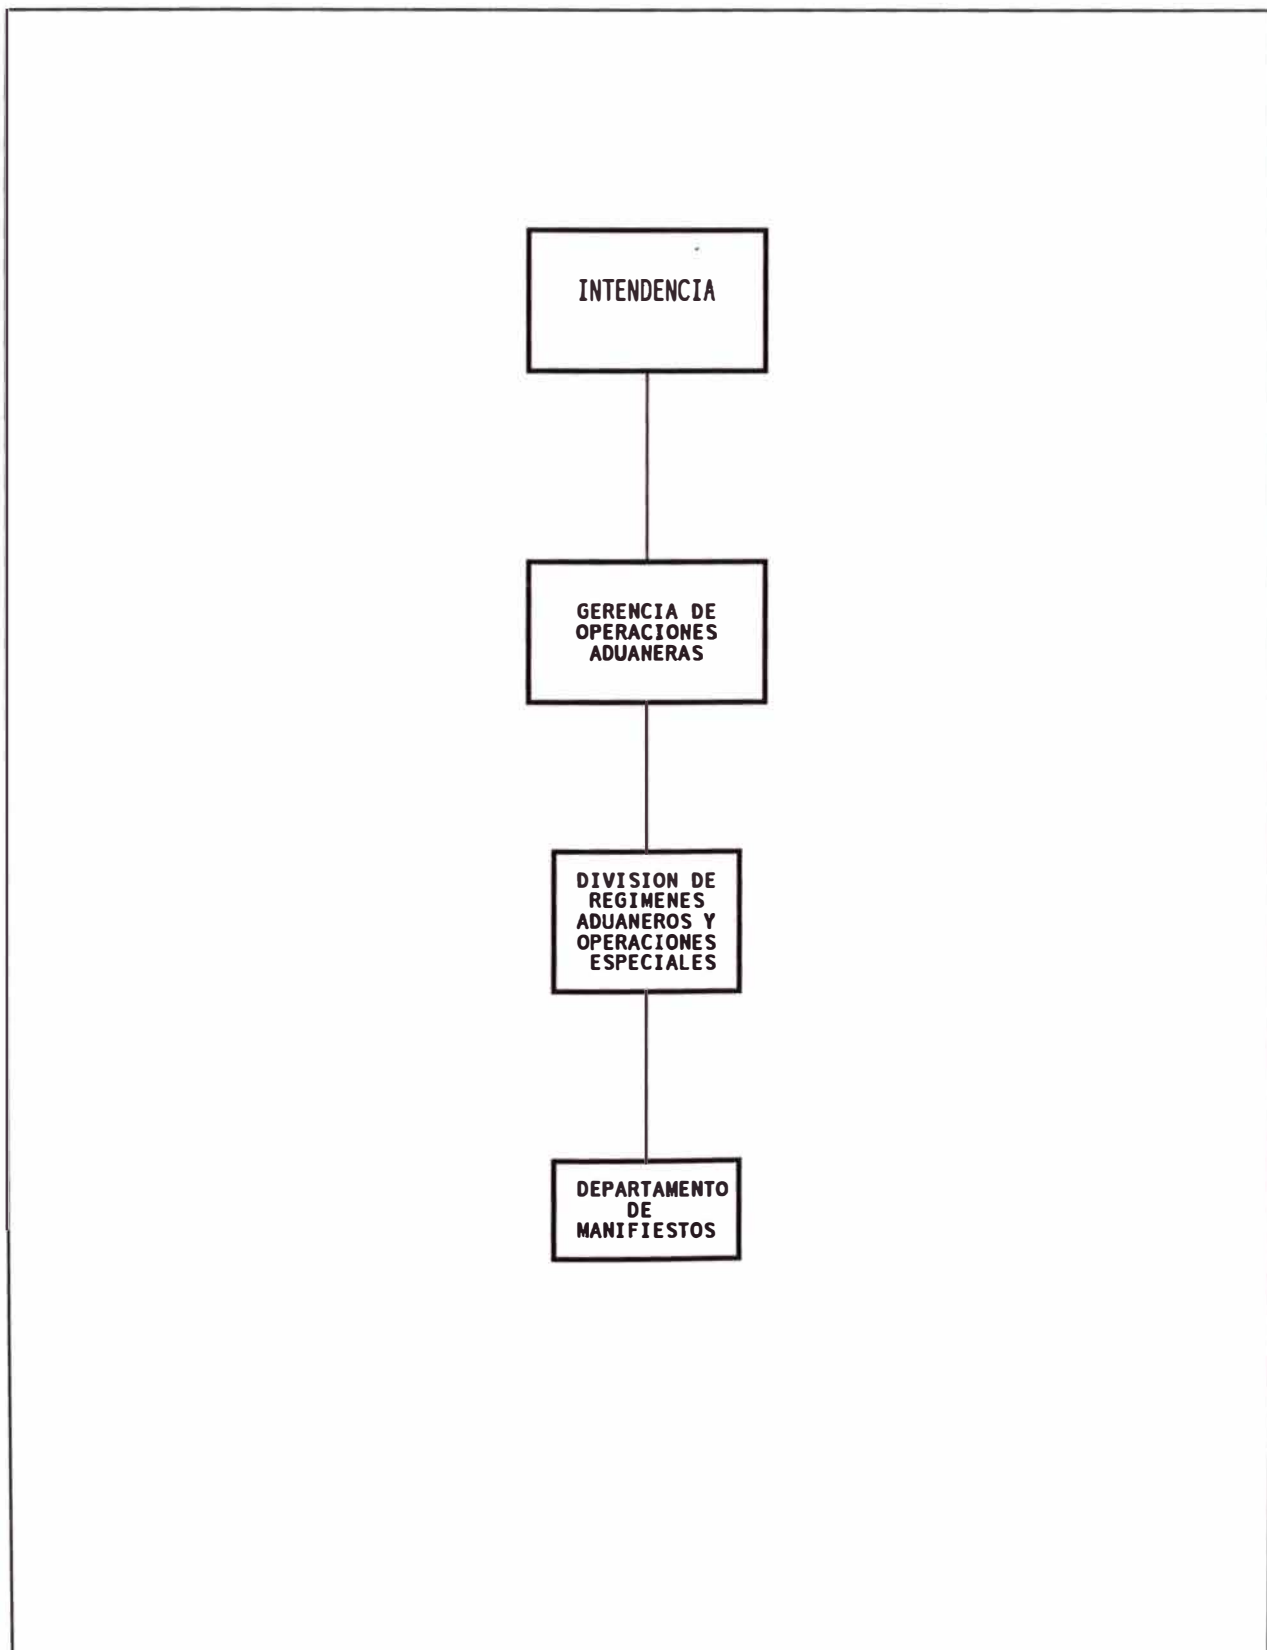 INTENDENCIA
GERENCIA DE
OPERACIONES
ADUANERAS
DIVISION DE
REGIMENES
ADUANEROS Y
OPERACIONES
ESPECIALES
DEPARTAMENTO
DE
MANIFIESTOS